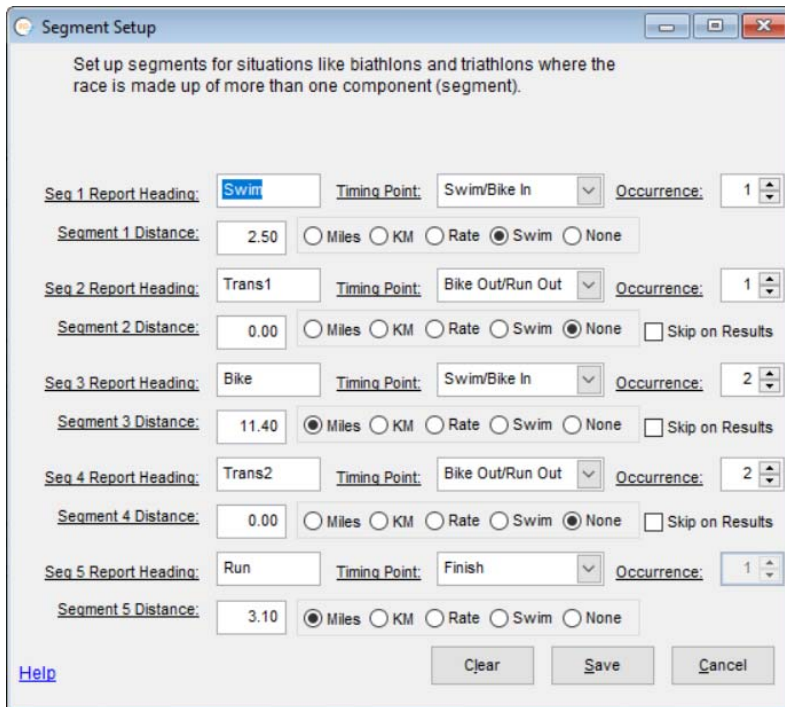 Segment Setup
Set up segments for situations like biathlons and triathlons where the
race is made up of more than one component (segment).
Seg 1 Report Heading: Swim Timing Point: Swim/Bike In Occurrence: 1
Segment 1 Distance: 2.50 Miles KM Rate Swim None
Seg 2 Report Heading: Trans1 Timing Point: Bike Out/Run Out Occurrence: 1
Segment 2 Distance: 0.00 Miles KM Rate Swim None Skip on Results
Seg 3 Report Heading: Bike Timing Point: Swim/Bike In Occurrence: 2
Segment 3 Distance: 11.40 Miles KM Rate Swim None Skip on Results
Seg 4 Report Heading: Trans2 Timing Point: Bike Out/Run Out Occurrence: 2
Segment 4 Distance: 0.00 Miles KM Rate Swim None Skip on Results
Seg 5 Report Heading: Run Timing Point: Finish Occurrence: 1
Segment 5 Distance: 3.10 Miles KM Rate Swim None
Help Clear Save Cancel